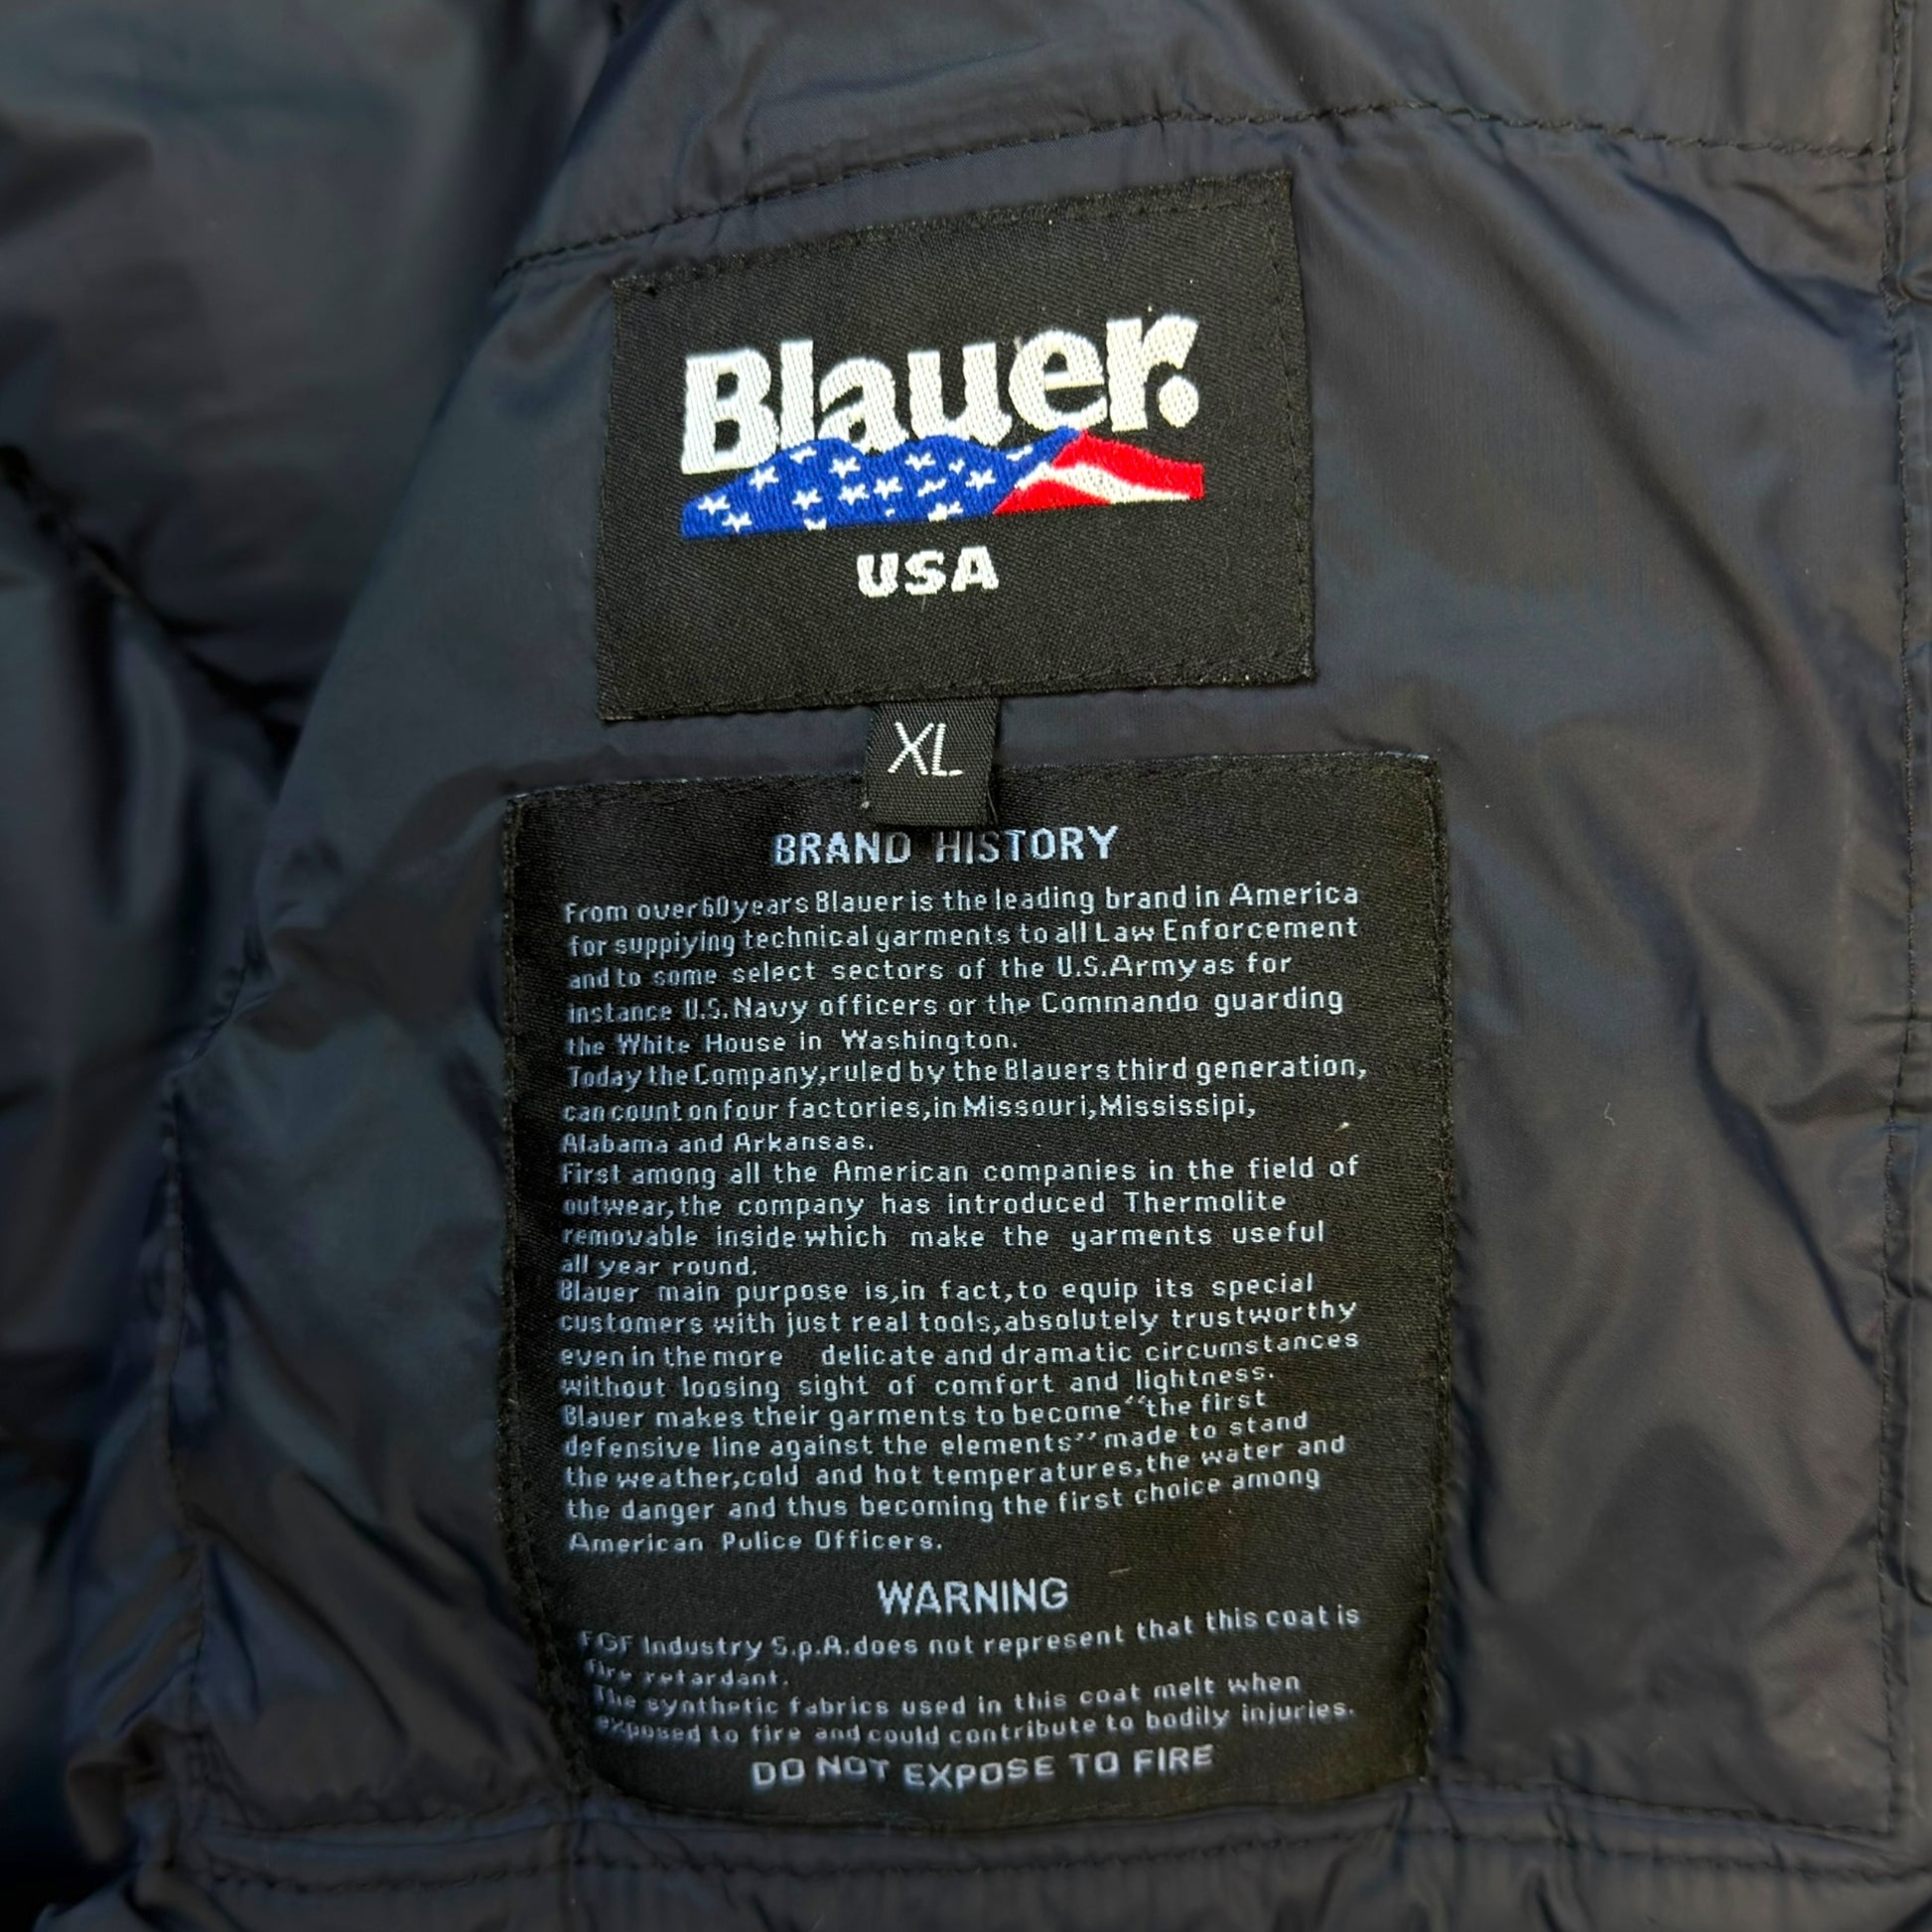 Blauer.
USA
XL
BRAND HISTORY
From over 60 years Blauer is the leading brand in America
for suppiying technical garments to all Law Enforcement
and to some select sectors of the U.S.Army as for
instance U.S.Navy officers or the Commando guarding
the White House in Washington.
Today the Company,ruled by the Blauers third generation,
can count on four factories,in Missouri,Mississipi,
Alabama and Arkansas.
First among all the American companies in the field of
outwear,the company has introduced Thermolite
removable inside which make the garments useful
all year round.
Blauer main purpose is,in fact,to equip its special
customers with just real tools,absolutely trustworthy
even in the more delicate and dramatic circumstances
without loosing sight of comfort and lightness.
Blauer makes their garments to become "the first
defensive line against the elements" made to stand
the weather,cold and hot temperatures,the water and
the danger and thus becoming the first choice among
American Police Officers.
WARNING
FGF Industry S.p.A.does not represent that this coat is
fire retardant.
The synthetic fabrics used in this coat melt when
exposed to fire and could contribute to bodily injuries.
DO NOT EXPOSE TO FIRE